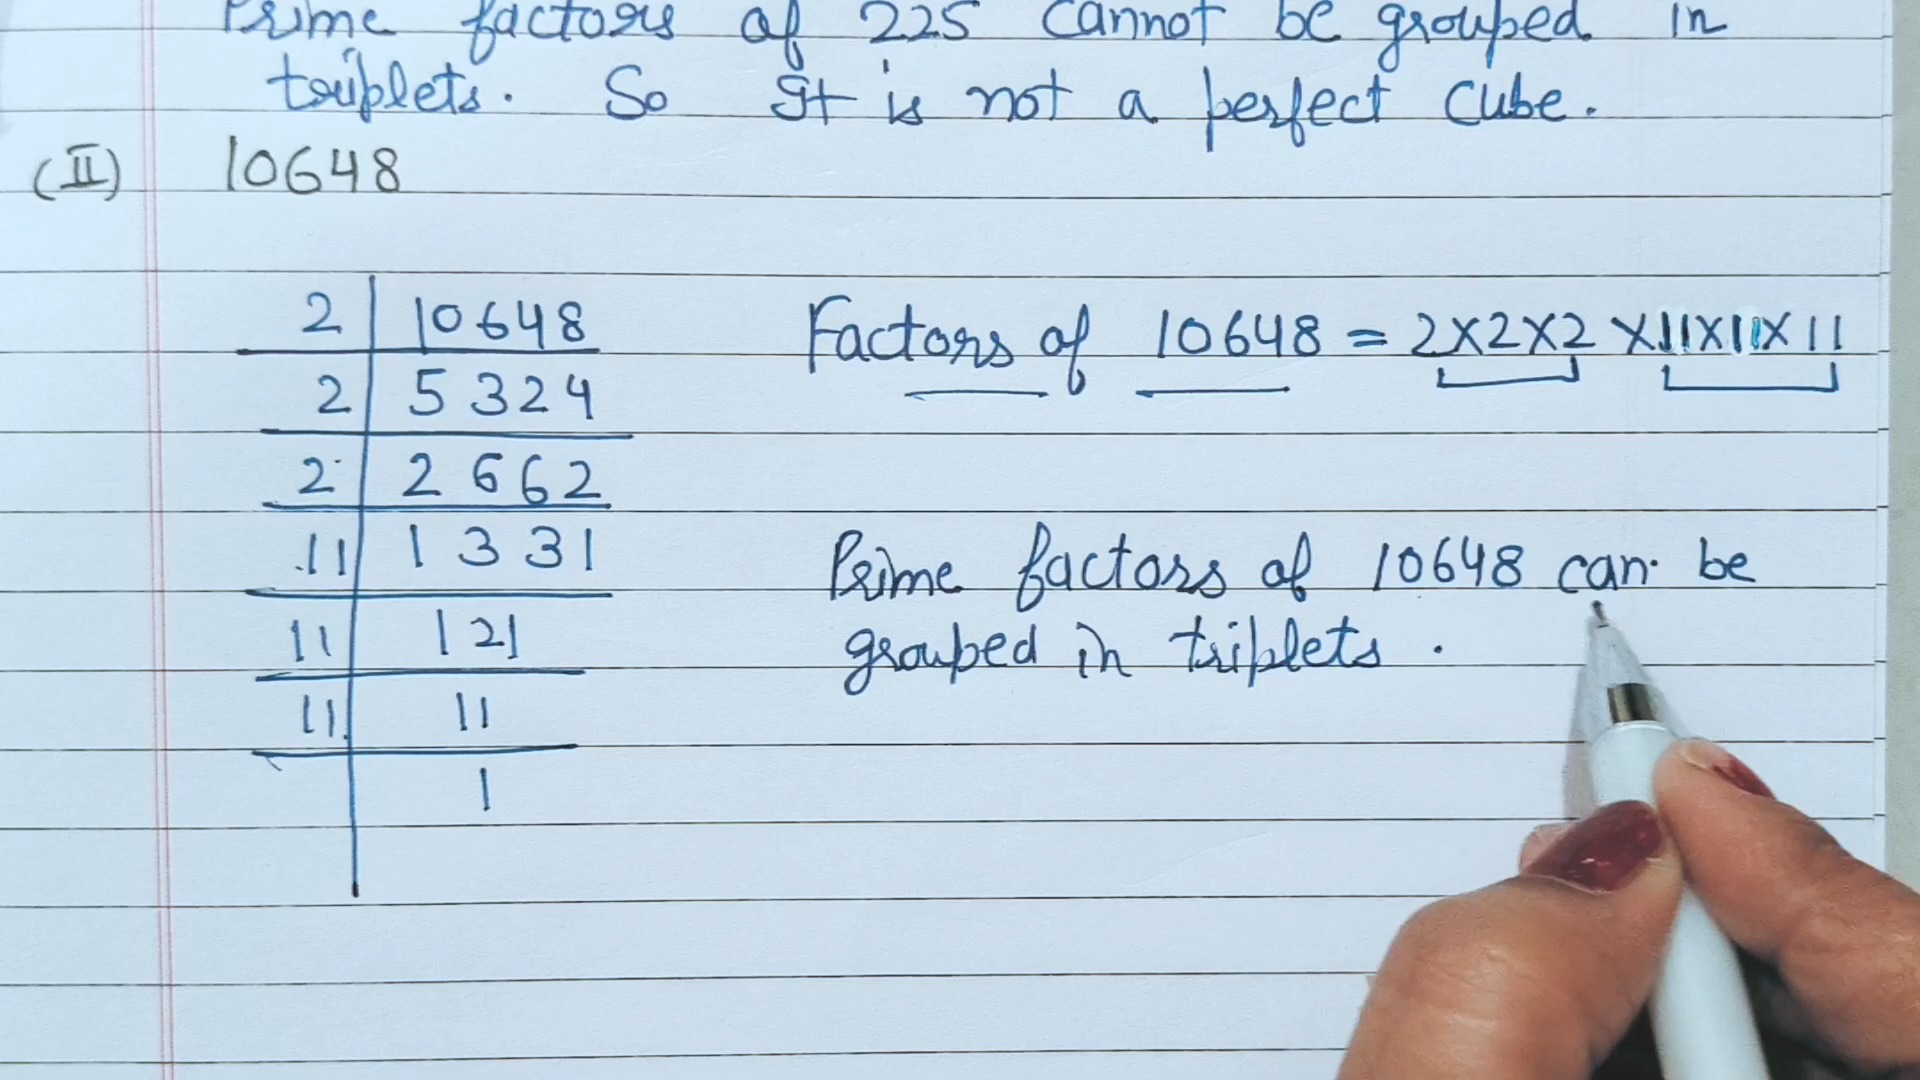 Prime factors of 225 cannot be grouped in
triplets. So It is not a perfect cube.
(II) 10648
2 | 10648
2 | 5324
2 | 2662
11 | 1331
11 | 121
11 | 11
1
Factors of 10648 = 2×2×2×11×11×11
Prime factors of 10648 can be
grouped in triplets.